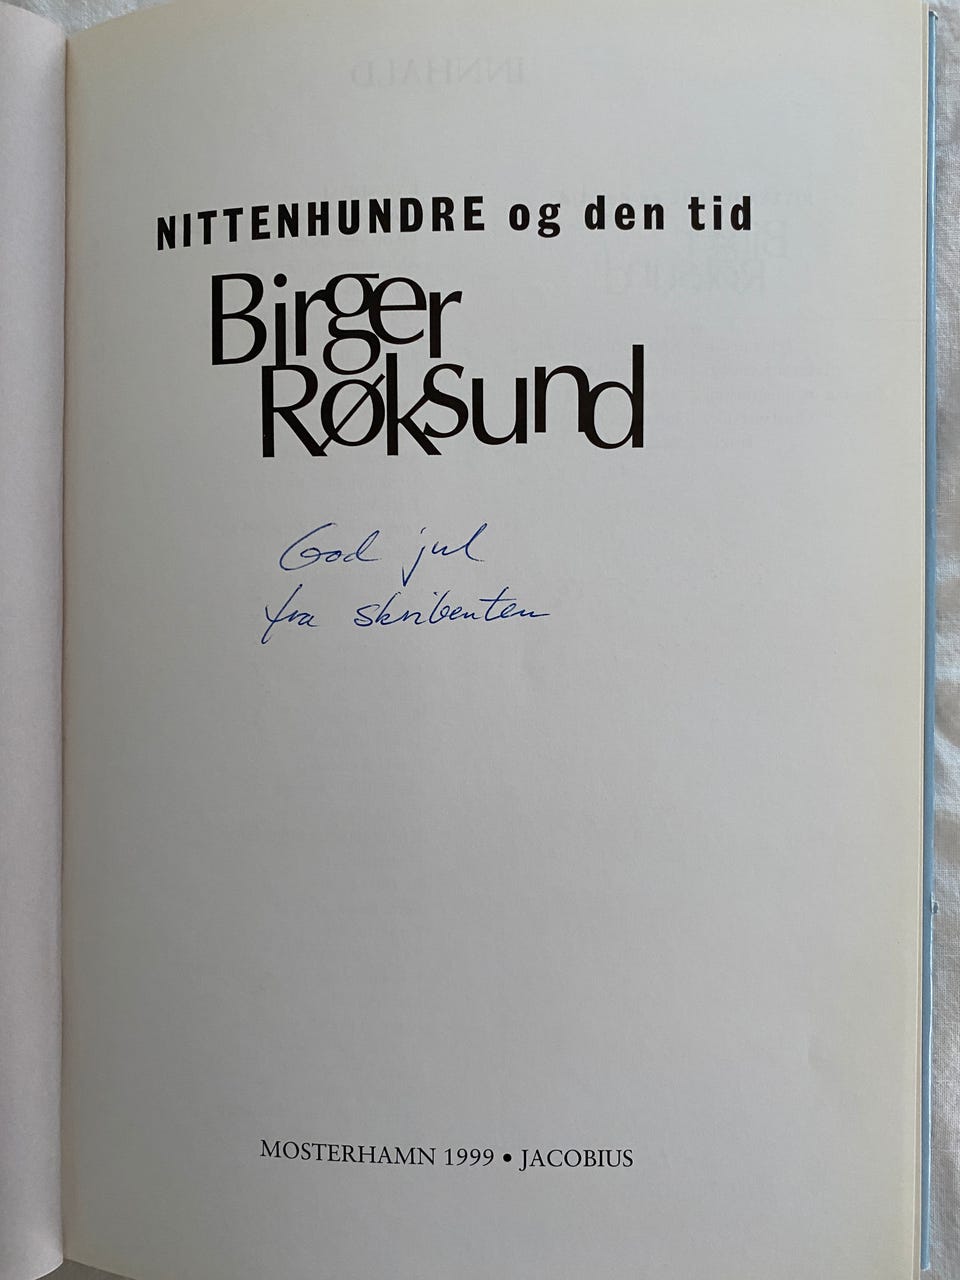 NITTENHUNDRE og den tid
Birger
Røksund
God jul
fra skribenten
MOSTERHAMN 1999 • JACOBIUS